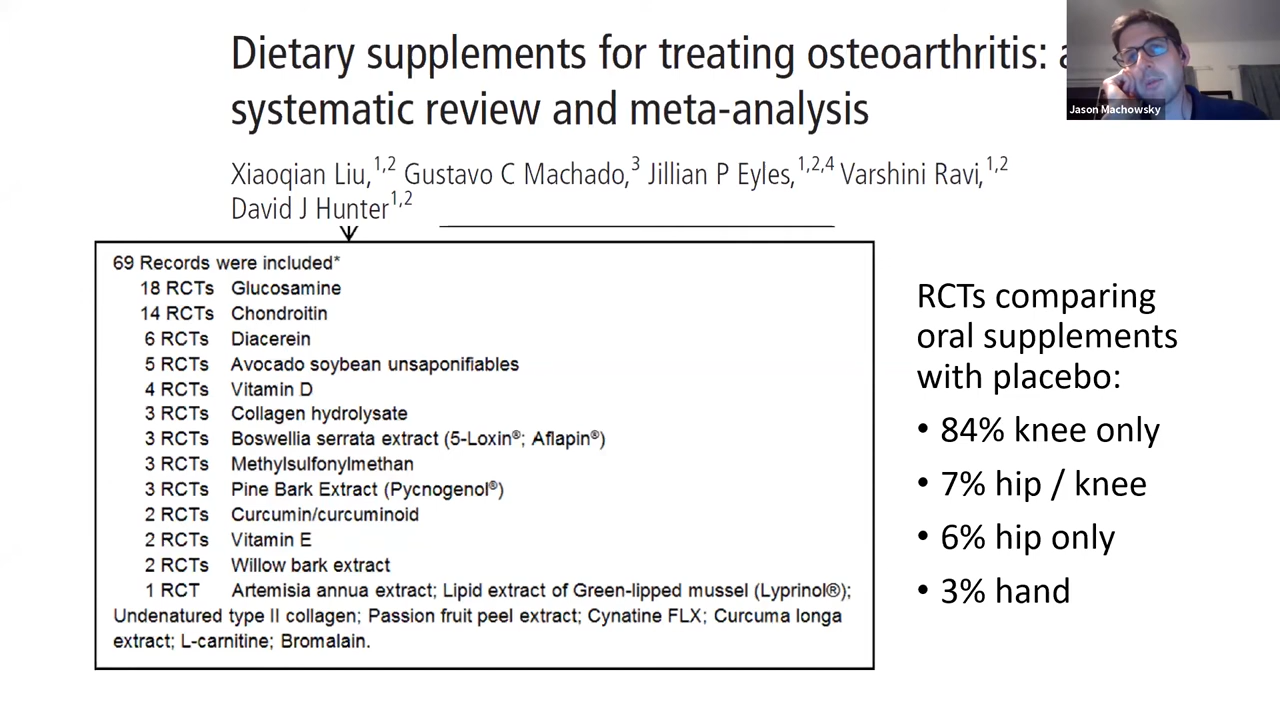 Dietary supplements for treating osteoarthritis: a
systematic review and meta-analysis
Xiaoqian Liu,1,2 Gustavo C Machado,3 Jillian P Eyles,1,2,4 Varshini Ravi,1,2
David J Hunter1,2
Jason Machowsky
69 Records were included*
18 RCTs Glucosamine
14 RCTs Chondroitin
6 RCTs Diacerein
5 RCTs Avocado soybean unsaponifiables
4 RCTs Vitamin D
3 RCTs Collagen hydrolysate
3 RCTs Boswellia serrata extract (5-Loxin®; Aflapin®)
3 RCTs Methylsulfonylmethan
3 RCTs Pine Bark Extract (Pycnogenol®)
2 RCTs Curcumin/curcuminoid
2 RCTs Vitamin E
2 RCTs Willow bark extract
1 RCT Artemisia annua extract; Lipid extract of Green-lipped mussel (Lyprinol®);
Undenatured type II collagen; Passion fruit peel extract; Cynatine FLX; Curcuma longa
extract; L-carnitine; Bromalain.
RCTs comparing
oral supplements
with placebo:
• 84% knee only
• 7% hip / knee
• 6% hip only
• 3% hand